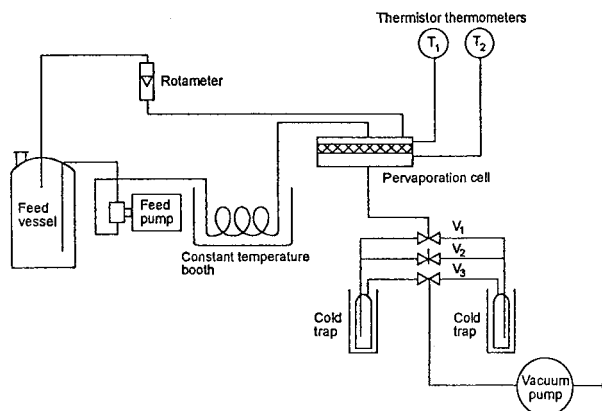 Thermistor thermometers
T1
T2
Rotameter
Pervaporation cell
Feed
vessel
Feed
pump
Constant temperature
booth
V1
V2
V3
Cold
trap
Cold
trap
Vacuum
pump